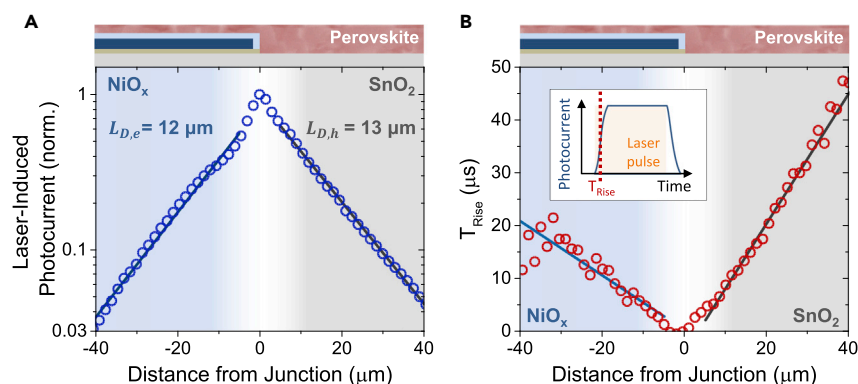 A
Perovskite
NiOx
SnO2
LD,e = 12 μm
LD,h = 13 μm
1
0.1
0.03
Laser-Induced
Photocurrent (norm.)
-40 -20 0 20 40
Distance from Junction (μm)
B
Perovskite
50
40
30
20
10
0
TRise (μs)
Photocurrent
Laser
pulse
TRise
Time
NiOx
SnO2
-40 -20 0 20 40
Distance from Junction (μm)